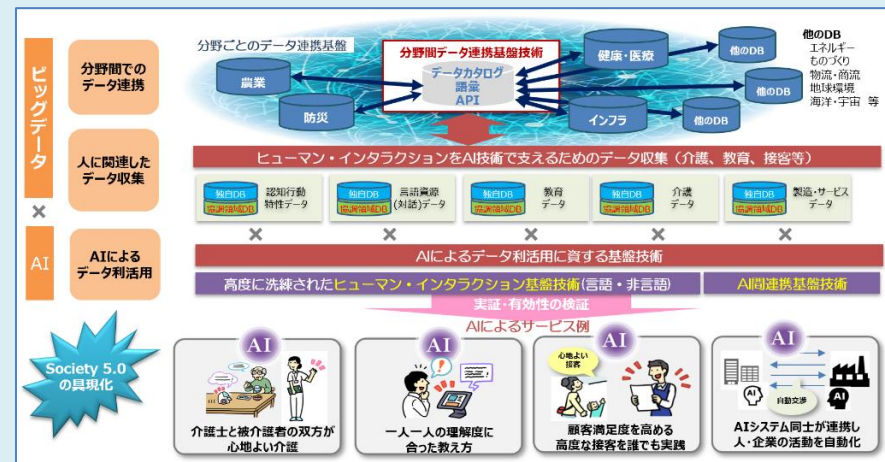 ビッグデータ
×
AI
分野間での
データ連携
人に関連した
データ収集
AIによる
データ利活用
Society 5.0
の具現化
分野ごとのデータ連携基盤
農業
防災
分野間データ連携基盤技術
データカタログ
語彙
API
健康・医療
インフラ
他のDB
他のDB
他のDB
他のDB
エネルギー
ものづくり
物流・商流
地球環境
海洋・宇宙 等
ヒューマン・インタラクションをAI技術で支えるためのデータ収集（介護、教育、接客等）
独自DB
協調領域DB
認知行動
特性データ
独自DB
協調領域DB
言語資源
(対話)データ
独自DB
協調領域DB
教育
データ
独自DB
協調領域DB
介護
データ
独自DB
協調領域DB
製造・サービス
データ
× × × × ×
AIによるデータ利活用に資する基盤技術
高度に洗練されたヒューマン・インタラクション基盤技術(言語・非言語)
AI間連携基盤技術
実証・有効性の検証
AIによるサービス例
AI
介護士と被介護者の双方が
心地よい介護
AI
一人一人の理解度に
合った教え方
AI
心地よい
接客
顧客満足度を高める
高度な接客を誰でも実践
AI
AI
自動交渉
AI
AIシステム同士が連携し
人・企業の活動を自動化